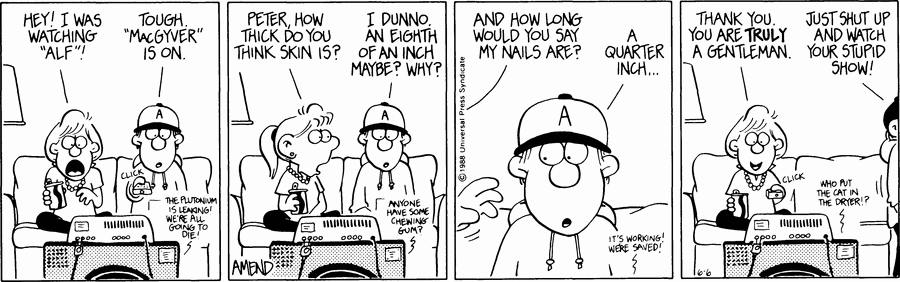 HEY! I WAS
WATCHING
"ALF"!
TOUGH.
"MacGYVER"
IS ON.
A
CLICK
THE PLUTONIUM
IS LEAKING!
WE'RE ALL
GOING TO
DIE!
PETER, HOW
THICK DO YOU
THINK SKIN IS?
I DUNNO.
AN EIGHTH
OF AN INCH
MAYBE? WHY?
A
ANYONE
HAVE SOME
CHEWING
GUM?
AMEND
© 1988 Universal Press Syndicate
AND HOW LONG
WOULD YOU SAY
MY NAILS ARE?
A
QUARTER
INCH...
A
IT'S WORKING!
WE'RE SAVED!
THANK YOU.
YOU ARE TRULY
A GENTLEMAN.
JUST SHUT UP
AND WATCH
YOUR STUPID
SHOW!
CLICK
WHO PUT
THE CAT IN
THE DRYER!?
6-6